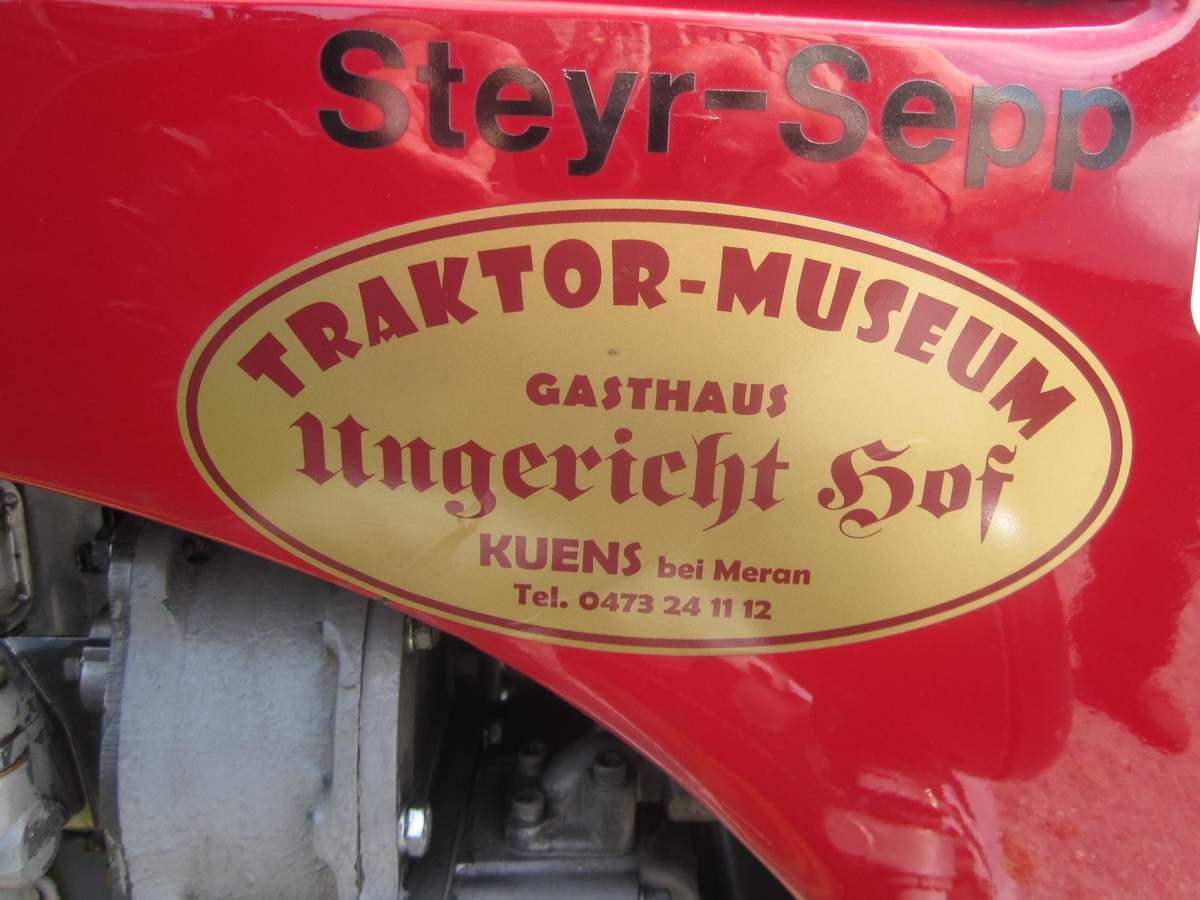 Steyr-Sepp
TRAKTOR-MUSEUM
GASTHAUS
Ungericht Hof
KUENS bei Meran
Tel. 0473 24 11 12